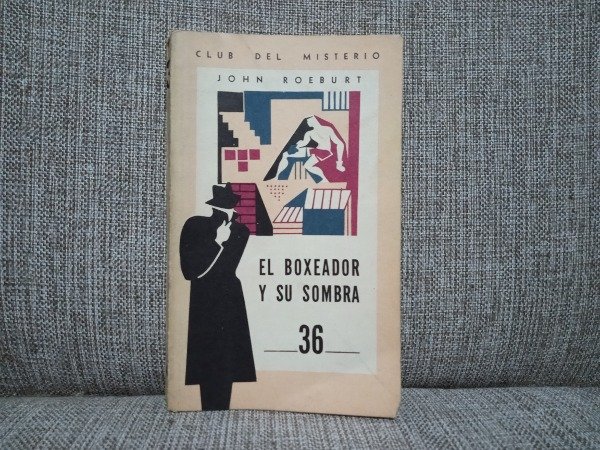 CLUB DEL MISTERIO
JOHN ROEBURT
EL BOXEADOR
Y SU SOMBRA
36